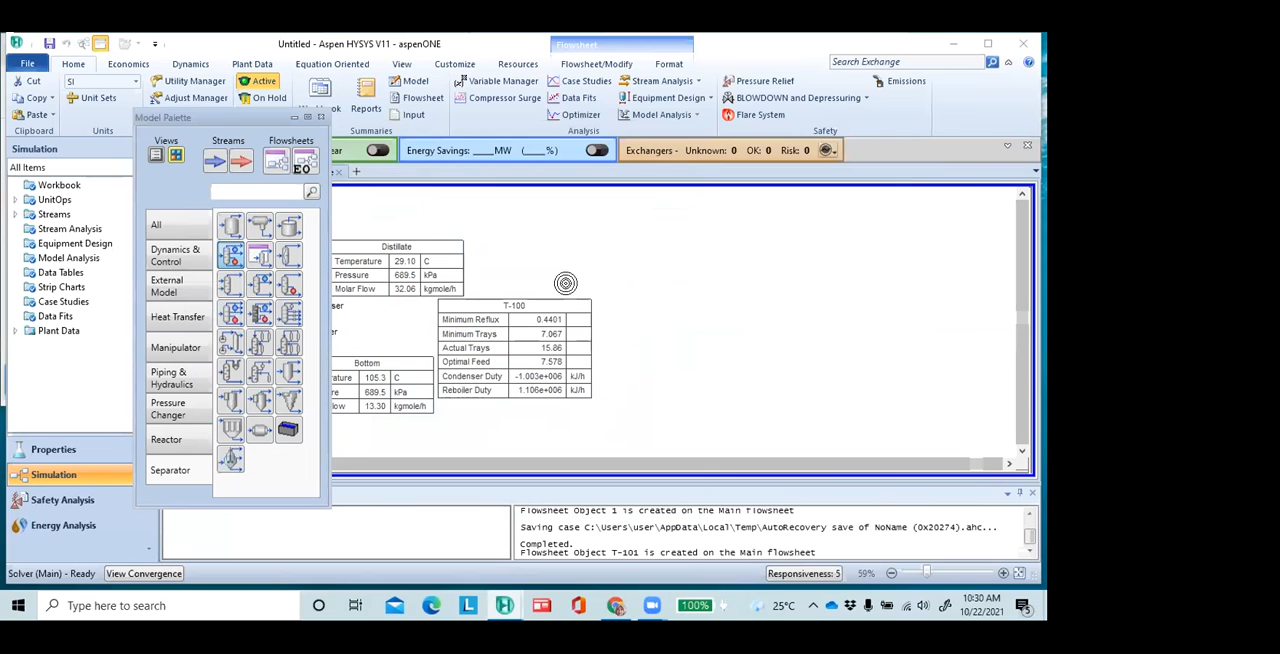 Untitled - Aspen HYSYS V11 - aspenONE
Flowsheet
File Home Economics Dynamics Plant Data Equation Oriented View Customize Resources Flowsheet/Modify Format Search Exchange
Cut SI Utility Manager Active Model Variable Manager Case Studies Stream Analysis Pressure Relief Emissions
Copy Unit Sets Adjust Manager On Hold Flowsheet Compressor Surge Data Fits Equipment Design BLOWDOWN and Depressuring
Paste Reports Input Optimizer Model Analysis Flare System
Clipboard Units Summaries Analysis Safety
Model Palette
Simulation
Energy Savings: ____MW (____%) Exchangers - Unknown: 0 OK: 0 Risk: 0
All Items
Workbook
UnitOps
Streams
Stream Analysis
Equipment Design
Model Analysis
Data Tables
Strip Charts
Case Studies
Data Fits
Plant Data
Properties
Simulation
Safety Analysis
Energy Analysis
Views Streams Flowsheets
EO
All
Dynamics &
Control
External
Model
Heat Transfer
Manipulator
Piping &
Hydraulics
Pressure
Changer
Reactor
Separator
Distillate
Temperature 29.10 C
Pressure 689.5 kPa
Molar Flow 32.06 kgmole/h
T-100
Minimum Reflux 0.4401
Minimum Trays 7.067
Actual Trays 15.86
Optimal Feed 7.578
Condenser Duty -1.003e+006 kJ/h
Reboiler Duty 1.106e+006 kJ/h
Bottom
105.3 C
689.5 kPa
13.30 kgmole/h
Flowsheet Object 1 is created on the Main flowsheet
Saving case C:\Users\user\AppData\Local\Temp\AutoRecovery save of NoName (0x20274).ahc...
Completed.
Flowsheet Object T-101 is created on the Main flowsheet
Solver (Main) - Ready View Convergence Responsiveness: 5 59%
Type here to search 100% 25°C 10:30 AM
10/22/2021
5